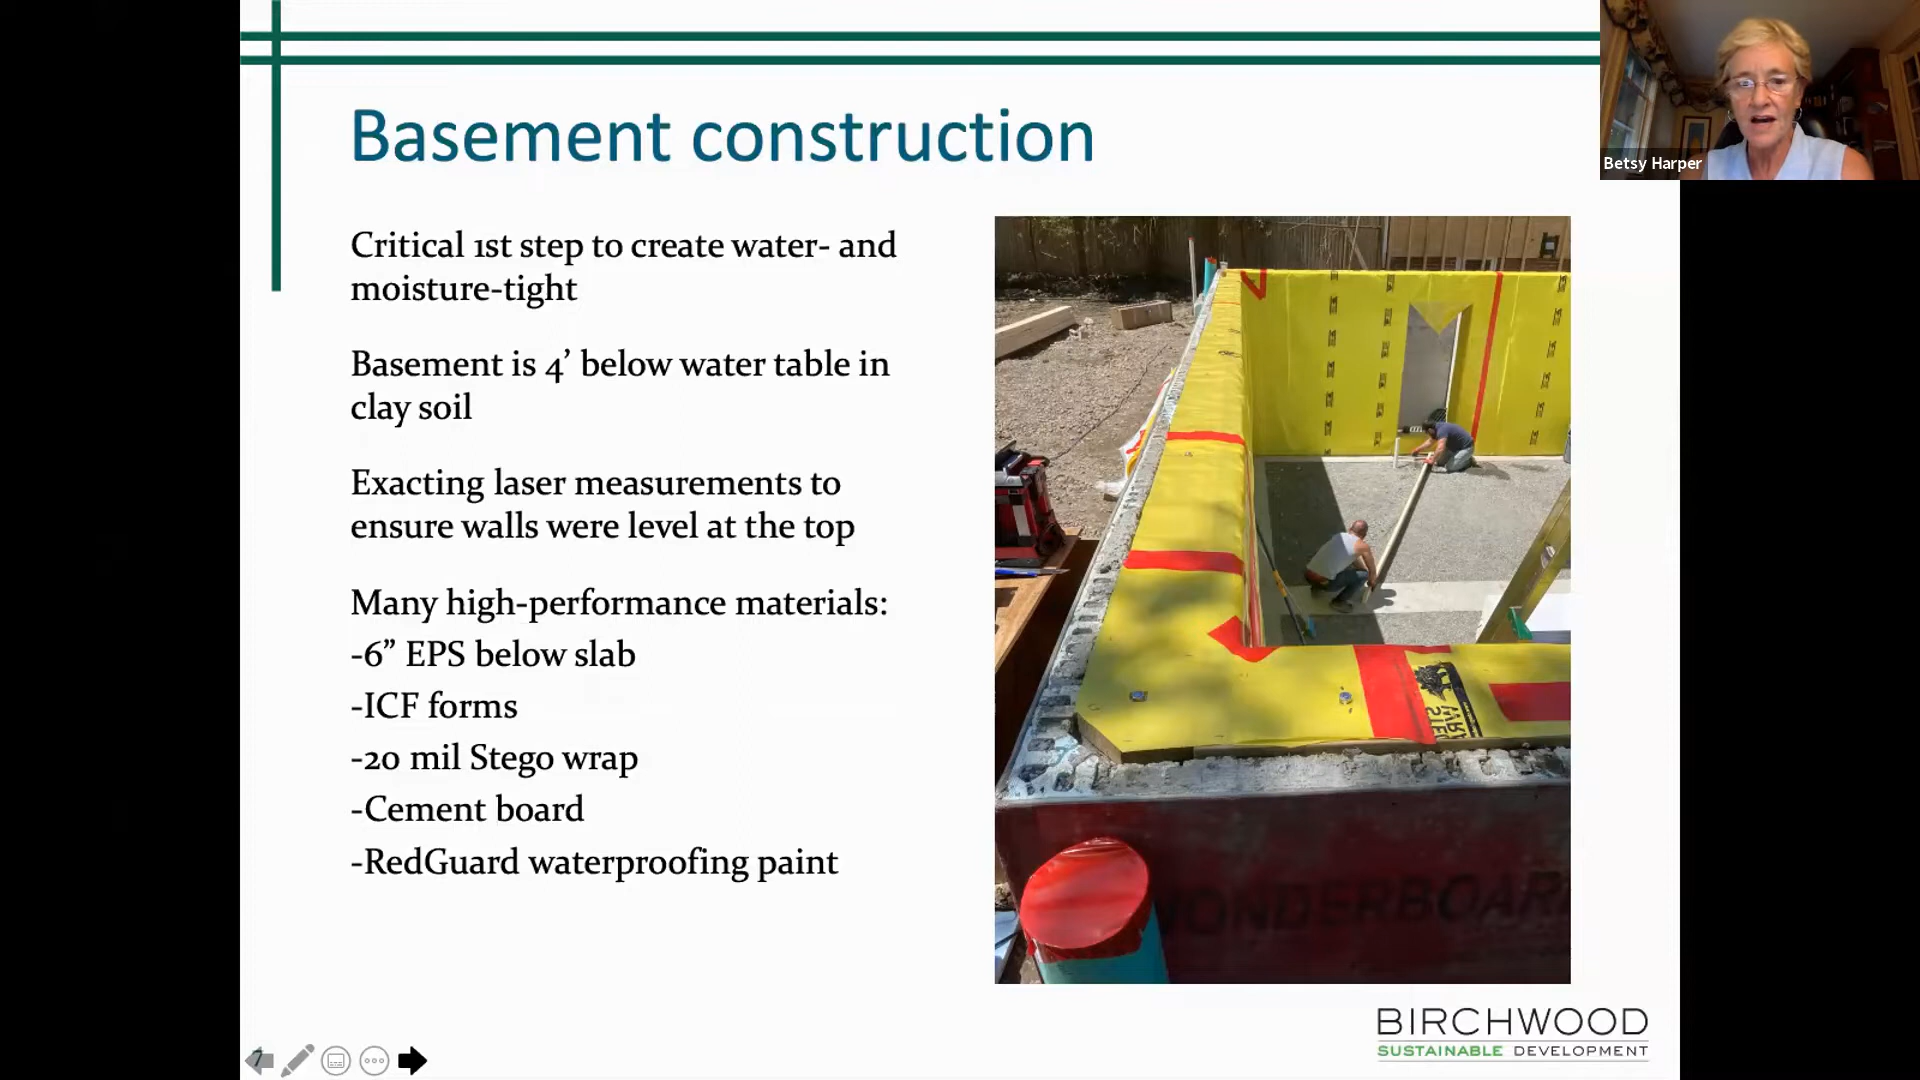 Basement construction
Betsy Harper
Critical 1st step to create water- and
moisture-tight
Basement is 4’ below water table in
clay soil
Exacting laser measurements to
ensure walls were level at the top
Many high-performance materials:
-6” EPS below slab
-ICF forms
-20 mil Stego wrap
-Cement board
-RedGuard waterproofing paint
WONDERBOARD
BIRCHWOOD
SUSTAINABLE DEVELOPMENT
7